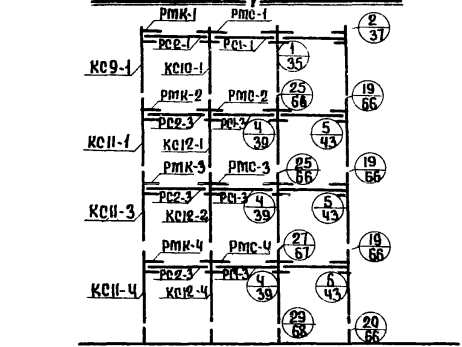 РМК-1 РМС-1 2/37
РС2-1 РС1-1
КС9-1 КС10-1 1/35
РМК-2 РМС-2 25/66 19/66
РС2-3 РС1-3 4/39 5/43
КС11-1 КС12-1
РМК-3 РМС-3 25/66 19/66
РС2-3 РС1-3 4/39 5/43
КС11-3 КС12-2
РМК-4 РМС-4 27/67 19/66
РС2-3 РС1-3 4/39 6/43
КС11-4 КС12-4
29/68 20/66